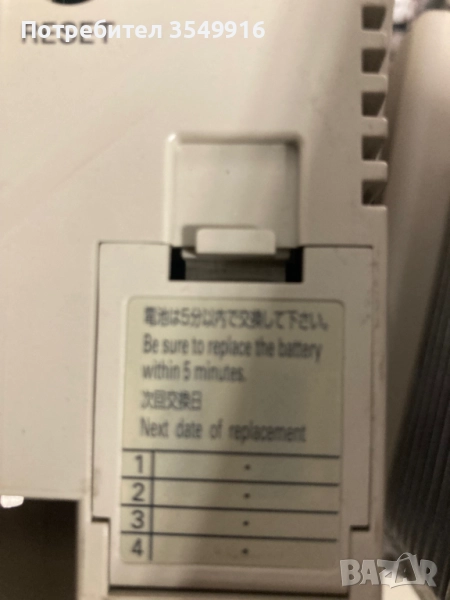 Потребител 3549916
RESET
電池は5分以内で交換して下さい。
Be sure to replace the battery
within 5 minutes.
次回交換日
Next date of replacement
1 •
2 •
3 •
4 •
bazar